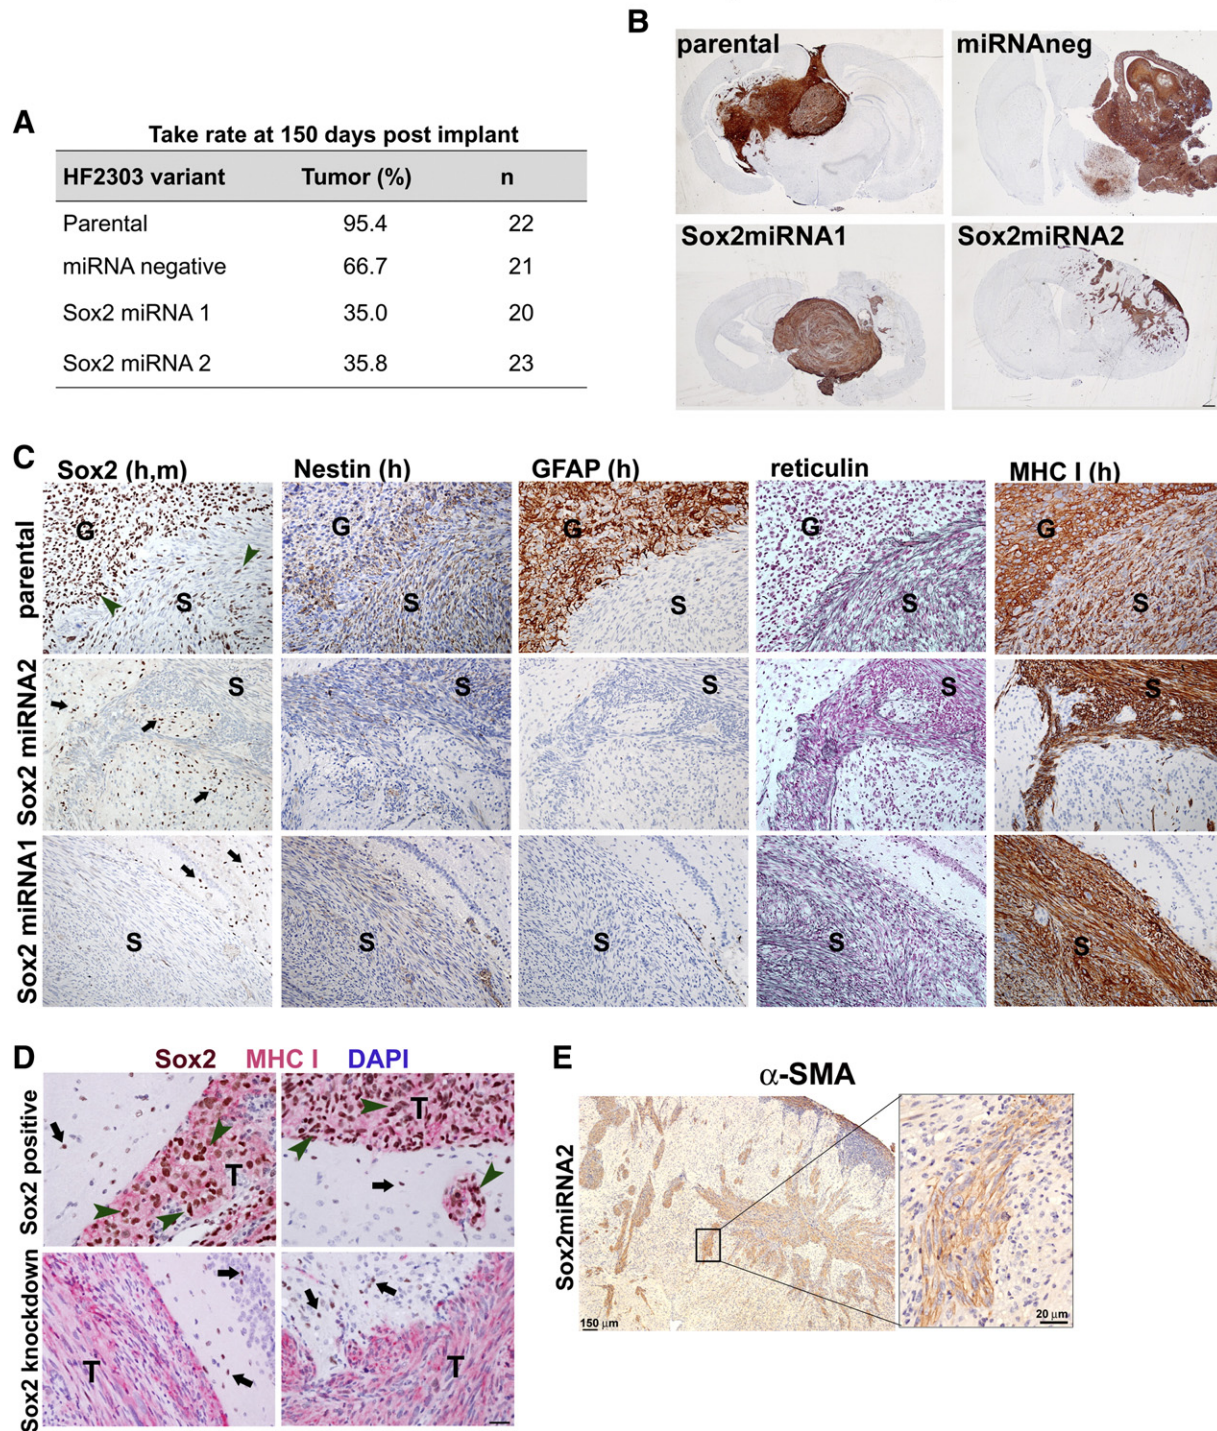 A
Take rate at 150 days post implant
HF2303 variant Tumor (%) n
Parental 95.4 22
miRNA negative 66.7 21
Sox2 miRNA 1 35.0 20
Sox2 miRNA 2 35.8 23
B
parental miRNAneg
Sox2miRNA1 Sox2miRNA2
C
Sox2 (h,m) Nestin (h) GFAP (h) reticulin MHC I (h)
parental
G G G G G
S S S S S
Sox2 miRNA2
S S S S S
Sox2 miRNA1
S S S S S
D
Sox2 MHC I DAPI
Sox2 positive
T T
Sox2 knockdown
T T
E
α-SMA
Sox2miRNA2
150 µm
20 µm